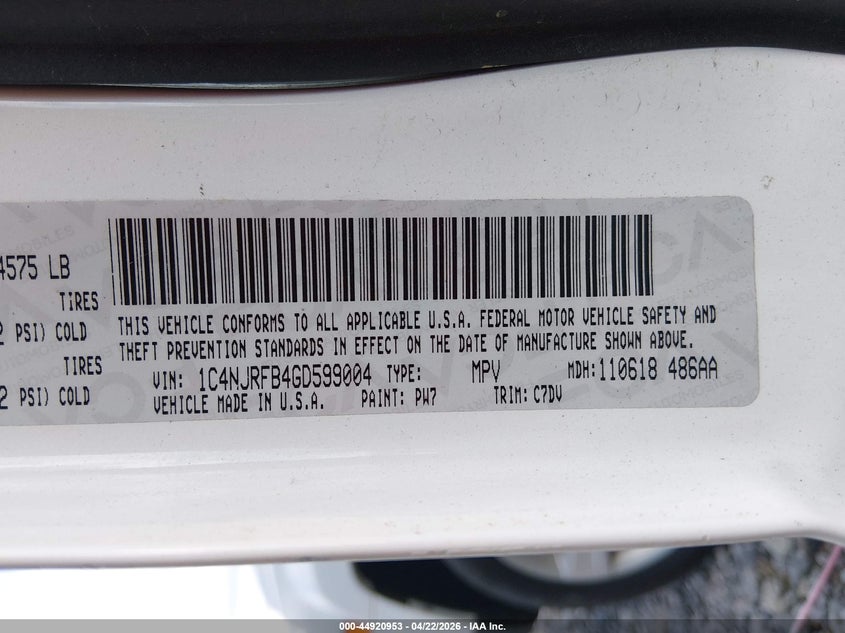 4575 LB
TIRES
2 PSI) COLD
TIRES
2 PSI) COLD
THIS VEHICLE CONFORMS TO ALL APPLICABLE U.S.A. FEDERAL MOTOR VEHICLE SAFETY AND
THEFT PREVENTION STANDARDS IN EFFECT ON THE DATE OF MANUFACTURE SHOWN ABOVE.
VIN: 1C4NJRFB4GD599004 TYPE: MPV MDH: 110618 486AA
VEHICLE MADE IN U.S.A. PAINT: PW7 TRIM: C7DV
000-44920953 - 04/22/2026 - IAA Inc.